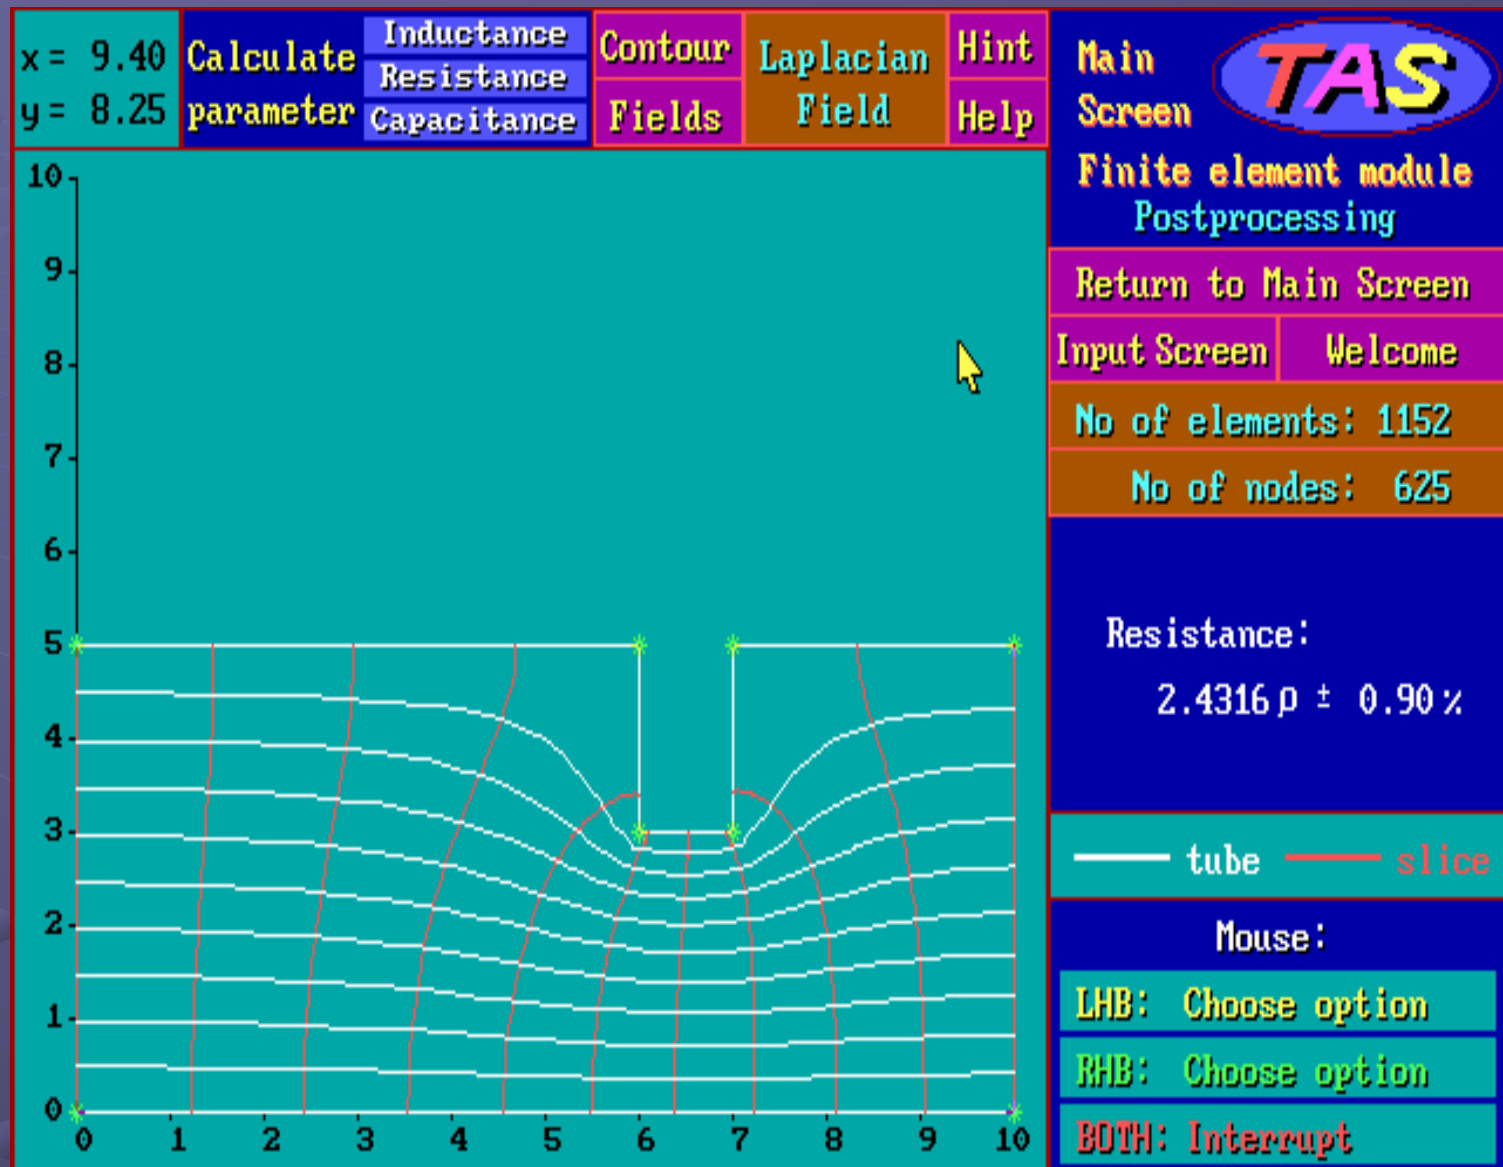 x = 9.40
y = 8.25
Calculate
parameter
Inductance
Resistance
Capacitance
Contour
Fields
Laplacian
Field
Hint
Help
Main
Screen
TAS
Finite element module
Postprocessing
Return to Main Screen
Input Screen
Welcome
No of elements: 1152
No of nodes: 625
Resistance:
2.4316 ρ ± 0.90 %
tube
slice
Mouse:
LHB: Choose option
RHB: Choose option
BOTH: Interrupt
10
9
8
7
6
5
4
3
2
1
0
0 1 2 3 4 5 6 7 8 9 10